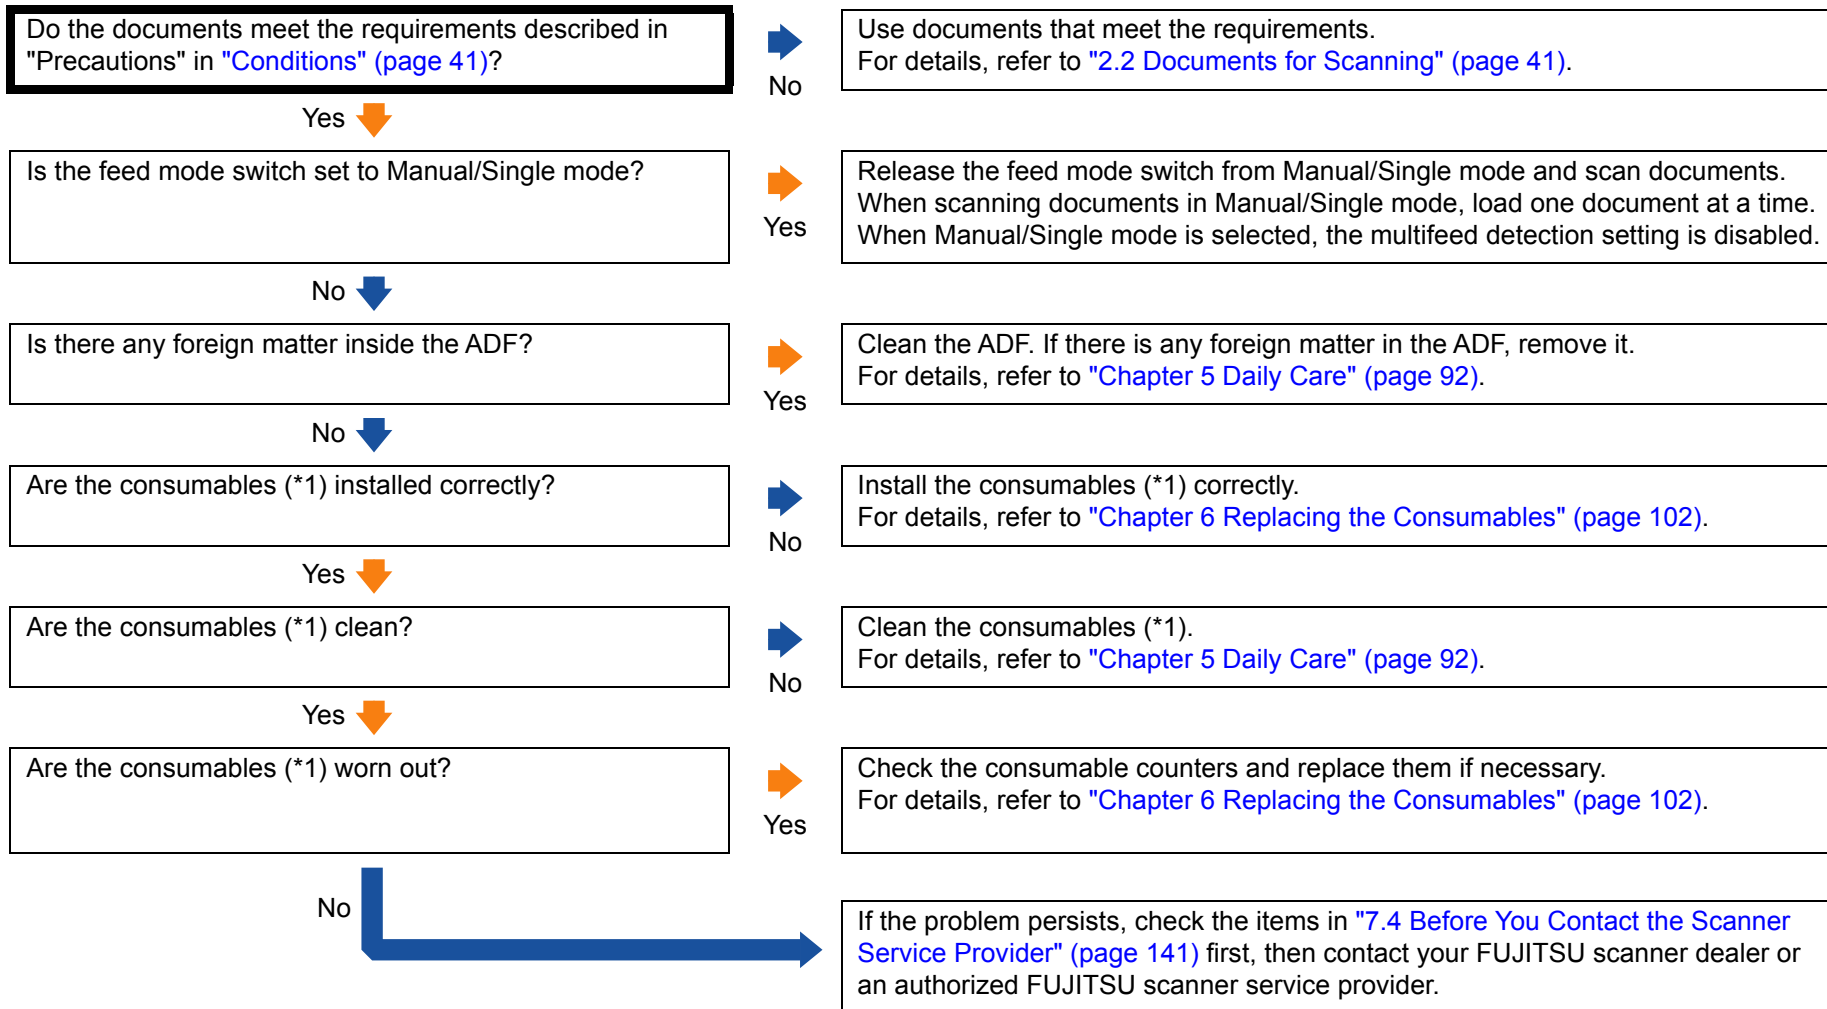 Do the documents meet the requirements described in
"Precautions" in "Conditions" (page 41)?
No
Use documents that meet the requirements.
For details, refer to "2.2 Documents for Scanning" (page 41).
Yes
Is the feed mode switch set to Manual/Single mode?
Yes
Release the feed mode switch from Manual/Single mode and scan documents.
When scanning documents in Manual/Single mode, load one document at a time.
When Manual/Single mode is selected, the multifeed detection setting is disabled.
No
Is there any foreign matter inside the ADF?
Yes
Clean the ADF. If there is any foreign matter in the ADF, remove it.
For details, refer to "Chapter 5 Daily Care" (page 92).
No
Are the consumables (*1) installed correctly?
No
Install the consumables (*1) correctly.
For details, refer to "Chapter 6 Replacing the Consumables" (page 102).
Yes
Are the consumables (*1) clean?
No
Clean the consumables (*1).
For details, refer to "Chapter 5 Daily Care" (page 92).
Yes
Are the consumables (*1) worn out?
Yes
Check the consumable counters and replace them if necessary.
For details, refer to "Chapter 6 Replacing the Consumables" (page 102).
No
If the problem persists, check the items in "7.4 Before You Contact the Scanner
Service Provider" (page 141) first, then contact your FUJITSU scanner dealer or
an authorized FUJITSU scanner service provider.